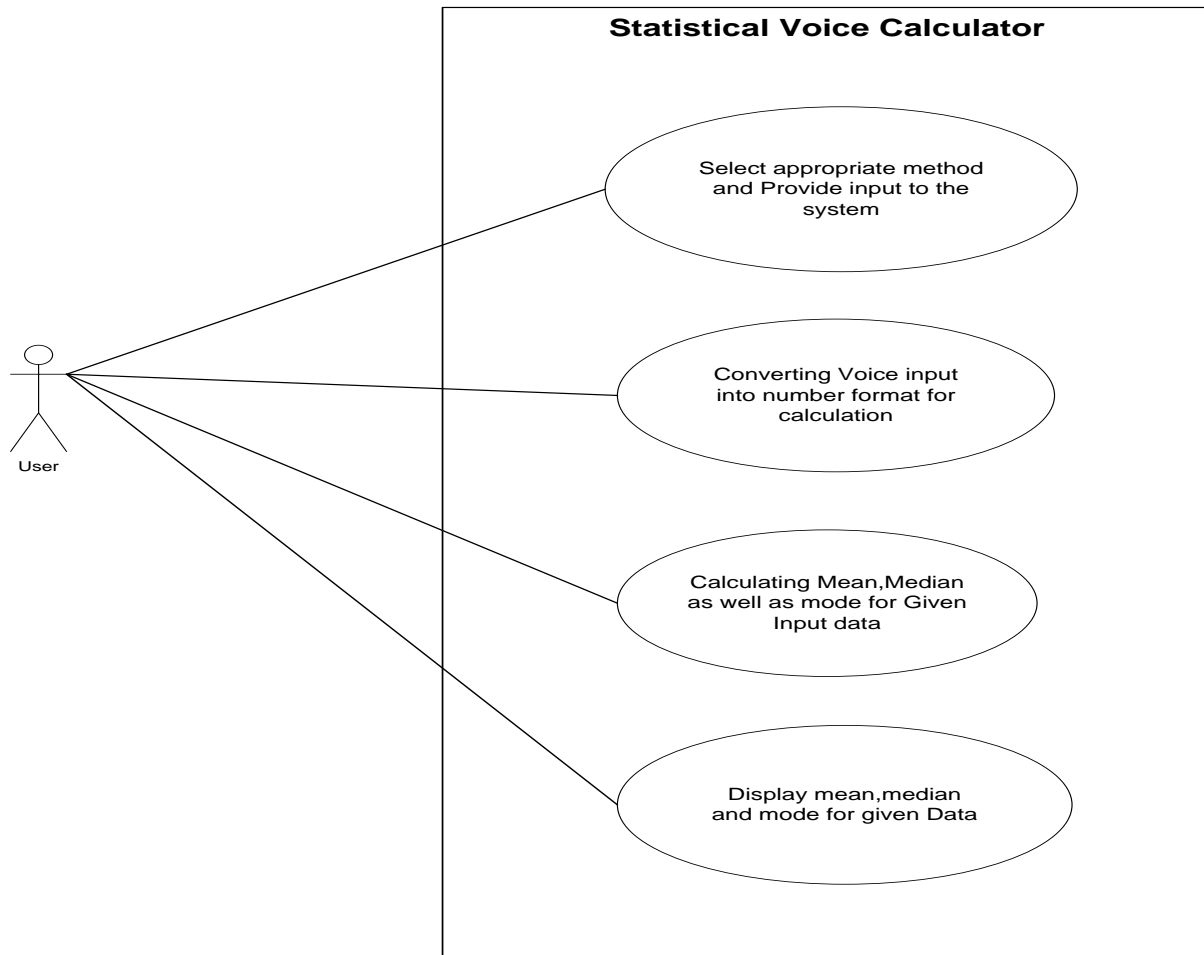 Statistical Voice Calculator
Select appropriate method
and Provide input to the
system
Converting Voice input
into number format for
calculation
User
Calculating Mean,Median
as well as mode for Given
Input data
Display mean,median
and mode for given Data